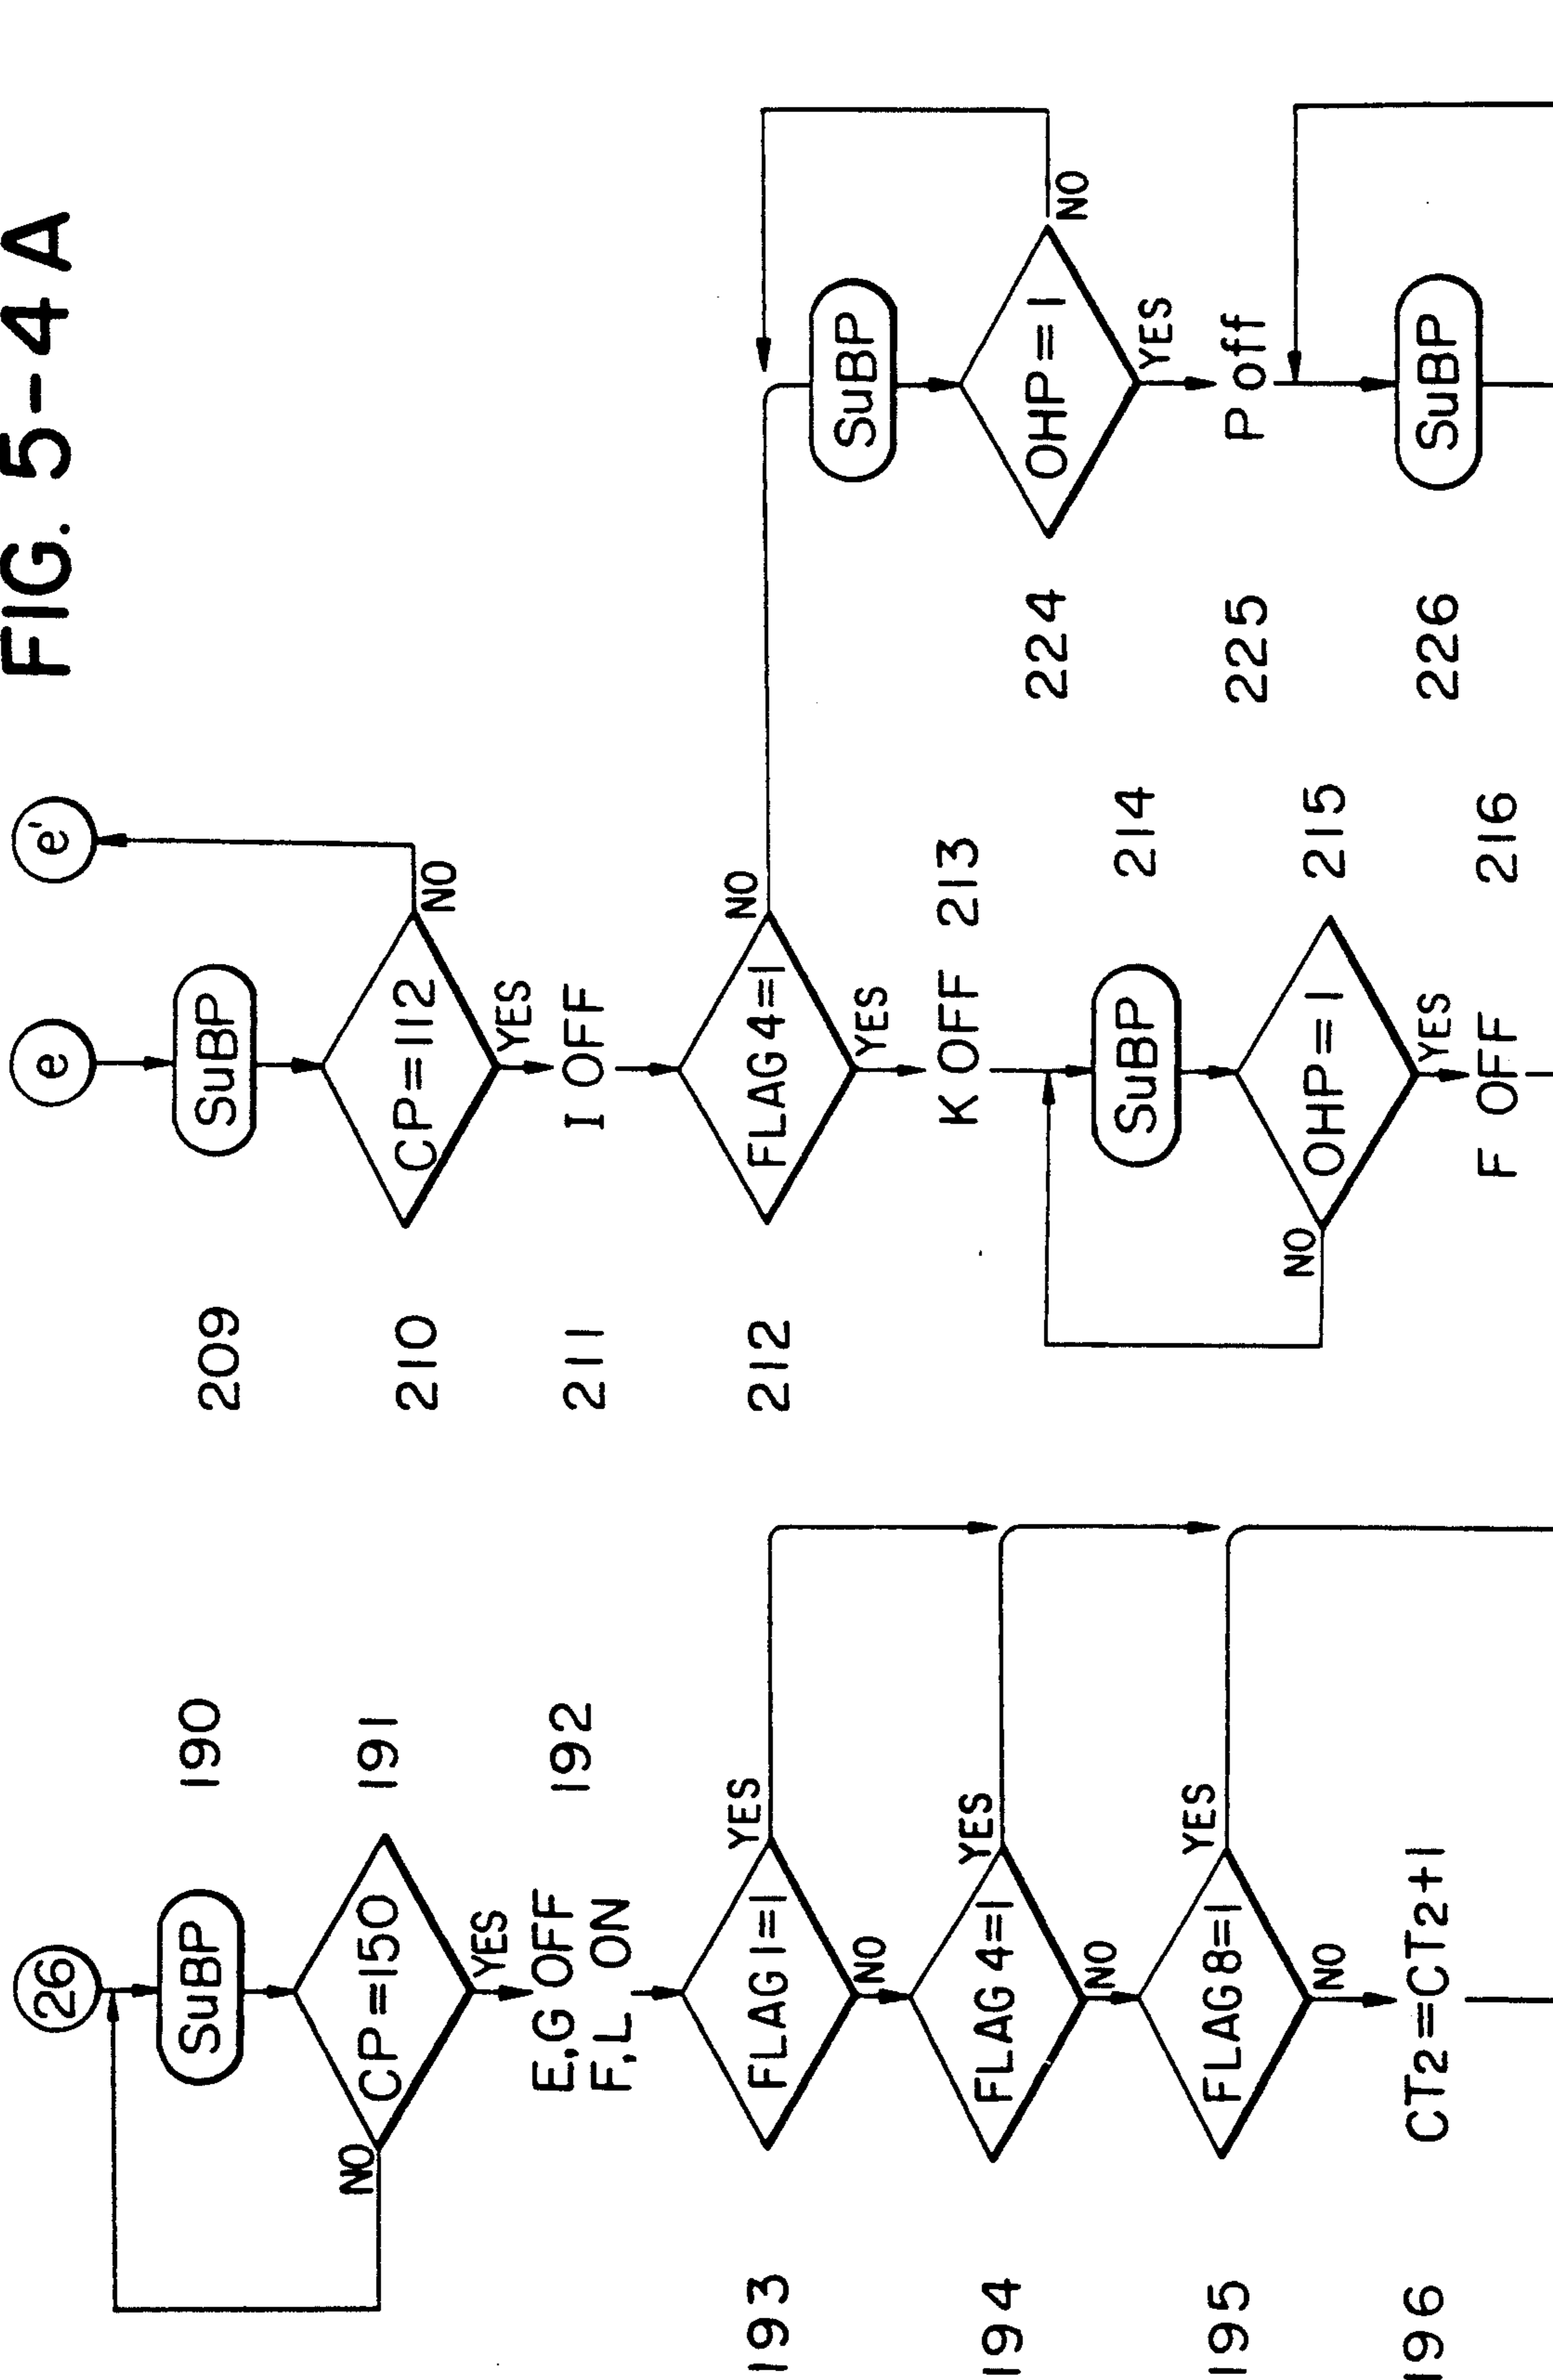 FIG. 5-4A
26
SuBP 190
NO
CP=150 191
YES
E,G OFF
F,L ON 192
193 FLAG 1=1 YES
NO
194 FLAG 4=1 YES
NO
195 FLAG 8=1 YES
NO
196 CT2=CT2+1
e
e'
209 SuBP
210 CP=112 NO
YES
211 I OFF
212 FLAG 4=1 NO
YES
K OFF 213
SuBP 214
NO
OHP=1 215
YES
F OFF 216
SuBP
224 OHP=1 NO
YES
225 P off
226 SuBP